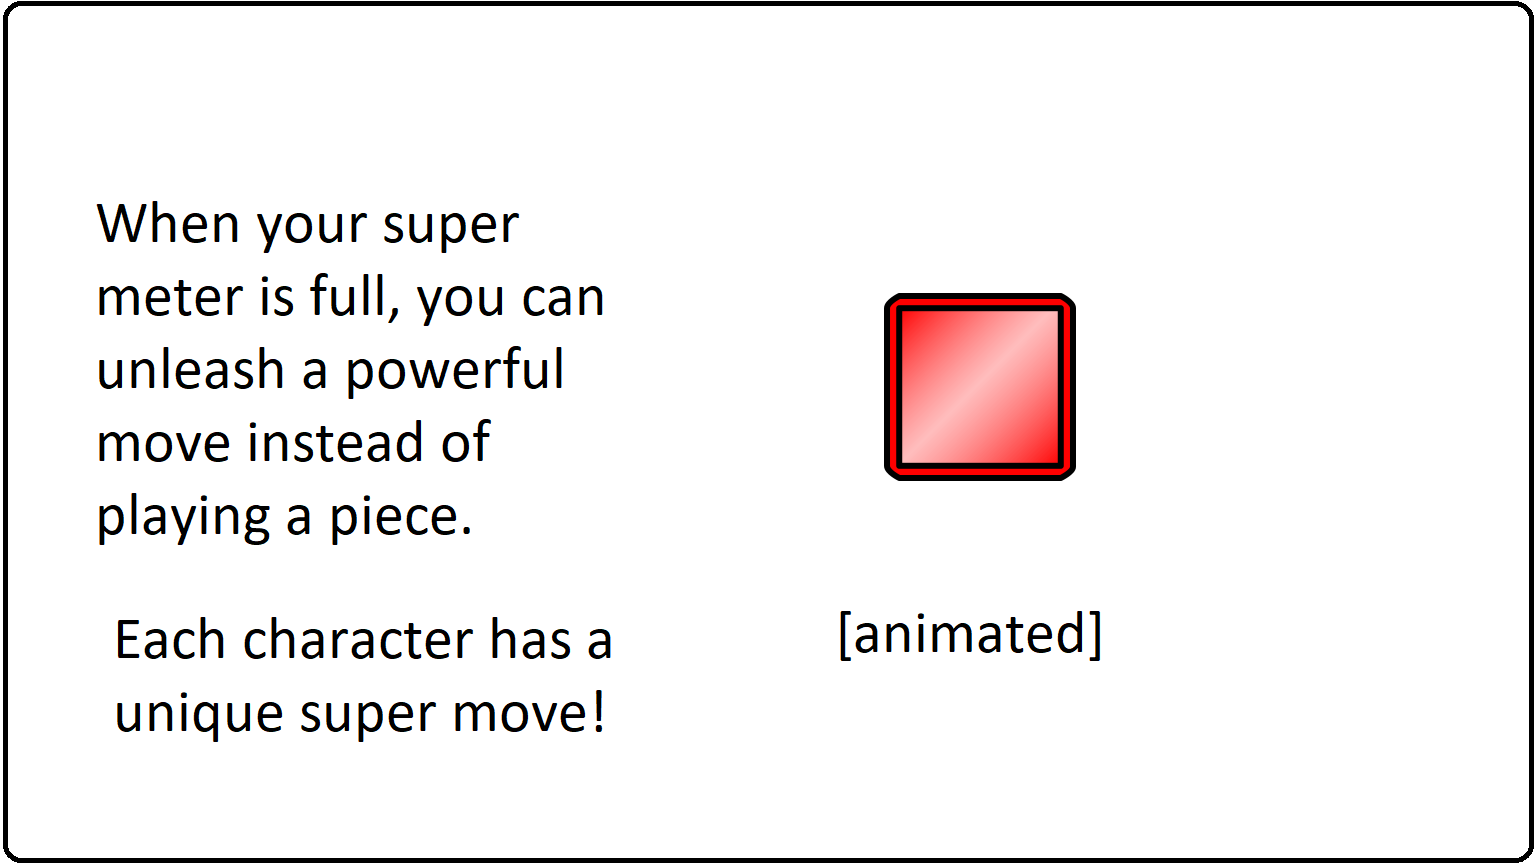 When your super
meter is full, you can
unleash a powerful
move instead of
playing a piece.
Each character has a
unique super move!
[animated]